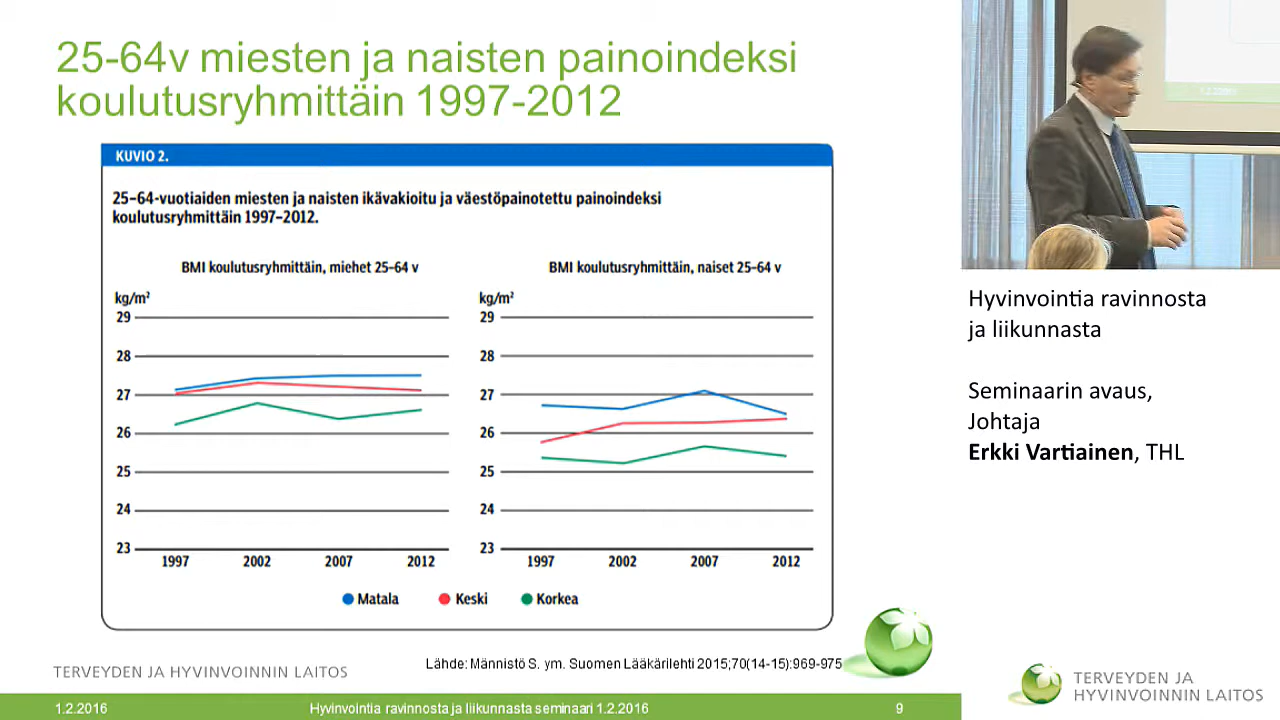 25-64v miesten ja naisten painoindeksi
koulutusryhmittäin 1997-2012
KUVIO 2.
25–64-vuotiaiden miesten ja naisten ikävakioitu ja väestöpainotettu painoindeksi
koulutusryhmittäin 1997–2012.
BMI koulutusryhmittäin, miehet 25-64 v
kg/m²
29
28
27
26
25
24
23
1997 2002 2007 2012
BMI koulutusryhmittäin, naiset 25-64 v
kg/m²
29
28
27
26
25
24
23
1997 2002 2007 2012
Matala Keski Korkea
Lähde: Männistö S. ym. Suomen Lääkärilehti 2015;70(14-15):969-975
TERVEYDEN JA HYVINVOINNIN LAITOS
1.2.2016 Hyvinvointia ravinnosta ja liikunnasta seminaari 1.2.2016 9
1.2.2016
Hyvinvointia ravinnosta
ja liikunnasta
Seminaarin avaus,
Johtaja
Erkki Vartiainen, THL
TERVEYDEN JA
HYVINVOINNIN LAITOS